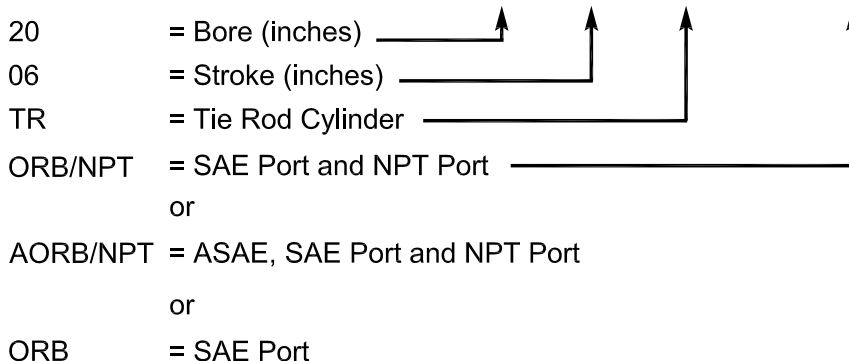 20 = Bore (inches)
06 = Stroke (inches)
TR = Tie Rod Cylinder
ORB/NPT = SAE Port and NPT Port
or
AORB/NPT = ASAE, SAE Port and NPT Port
or
ORB = SAE Port